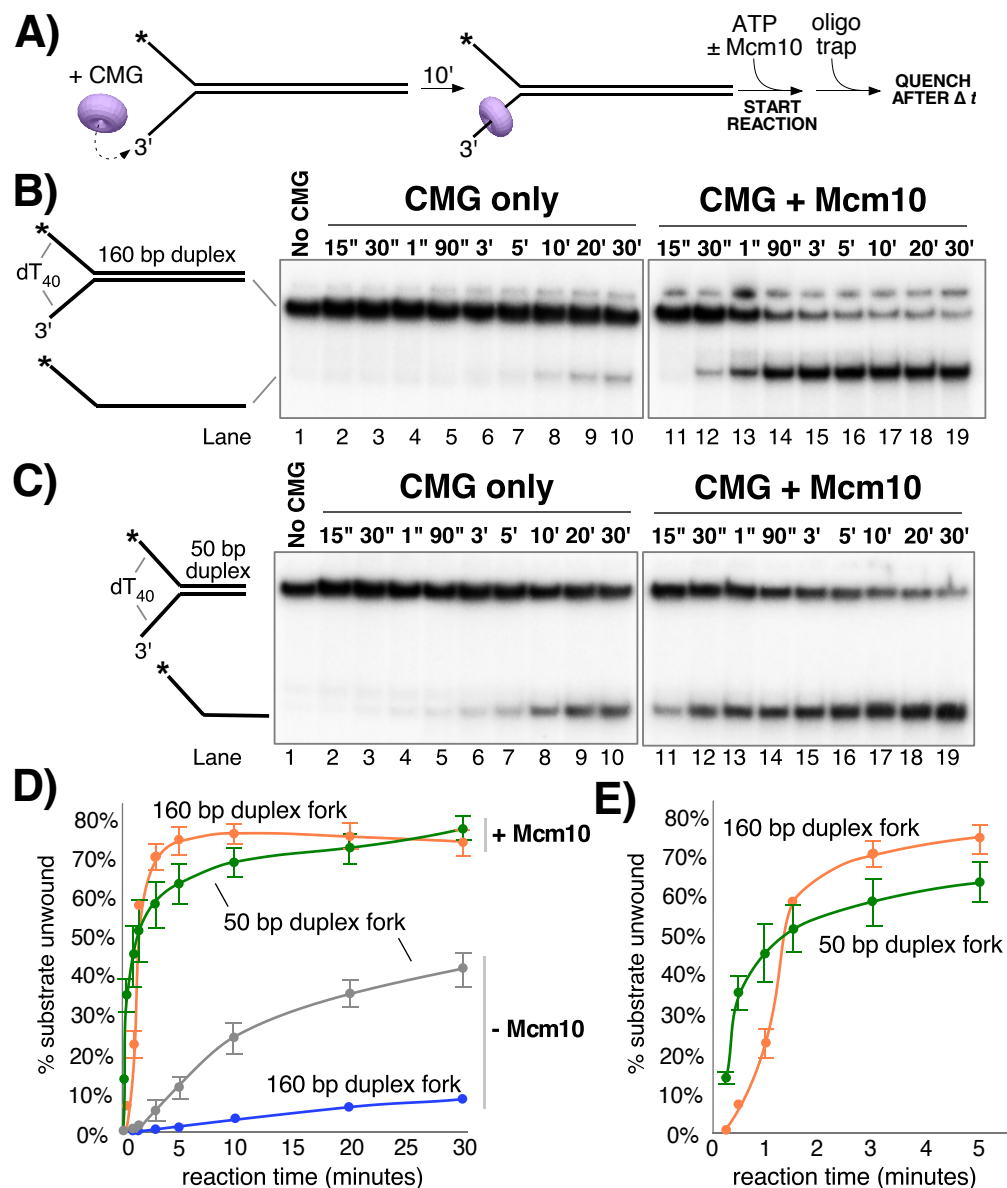 A)
+ CMG
*
3'
10'
*
3'
ATP
± Mcm10
oligo
trap
START
REACTION
QUENCH
AFTER Δ t
B)
No CMG
CMG only
CMG + Mcm10
15" 30" 1" 90" 3' 5' 10' 20' 30'
15" 30" 1" 90" 3' 5' 10' 20' 30'
*
160 bp duplex
dT40
3'
*
Lane 1 2 3 4 5 6 7 8 9 10 11 12 13 14 15 16 17 18 19
C)
No CMG
CMG only
CMG + Mcm10
15" 30" 1" 90" 3' 5' 10' 20' 30'
15" 30" 1" 90" 3' 5' 10' 20' 30'
*
50 bp
duplex
dT40
3'
*
Lane 1 2 3 4 5 6 7 8 9 10 11 12 13 14 15 16 17 18 19
D)
% substrate unwound
80%
70%
60%
50%
40%
30%
20%
10%
0%
160 bp duplex fork
+ Mcm10
50 bp duplex fork
- Mcm10
160 bp duplex fork
0 5 10 15 20 25 30
reaction time (minutes)
E)
% substrate unwound
80%
70%
60%
50%
40%
30%
20%
10%
0%
160 bp duplex fork
50 bp duplex fork
0 1 2 3 4 5
reaction time (minutes)